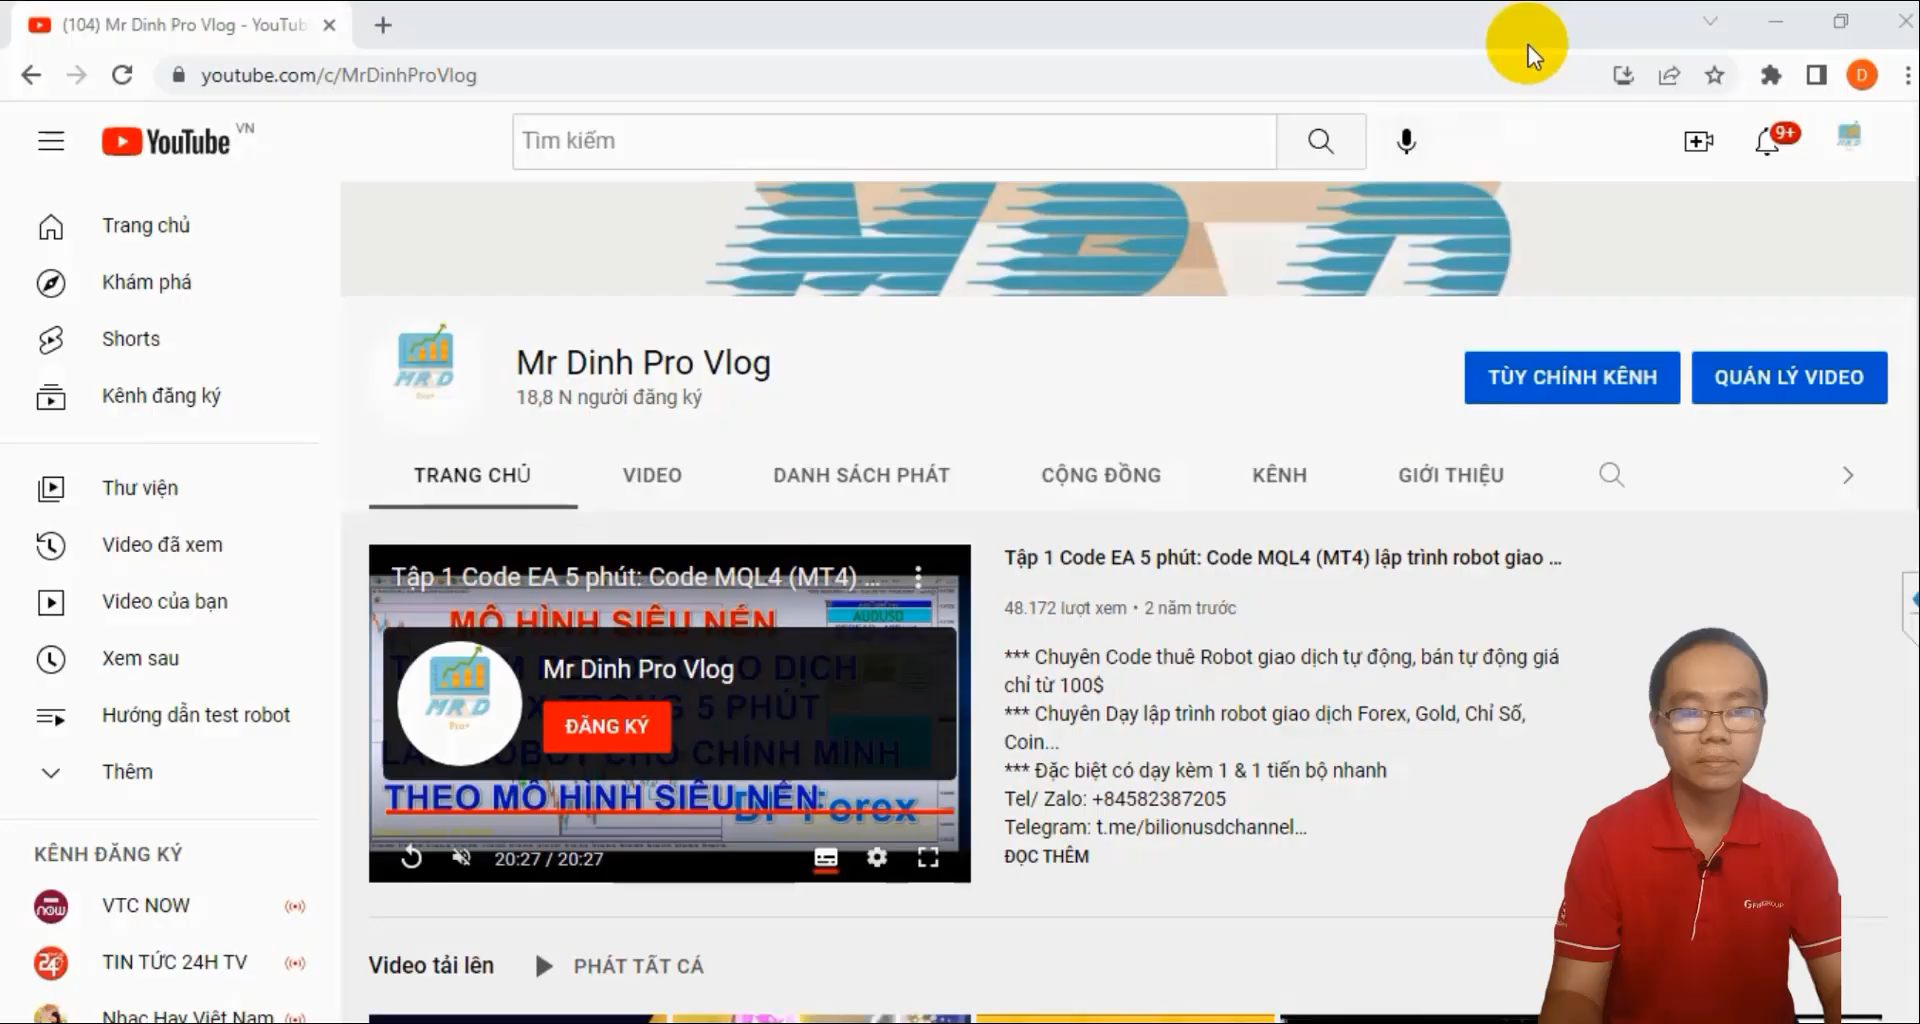 (104) Mr Dinh Pro Vlog - YouTub
youtube.com/c/MrDinhProVlog
D
YouTube VN
Tìm kiếm
9+
Trang chủ
Khám phá
Shorts
Kênh đăng ký
Thư viện
Video đã xem
Video của bạn
Xem sau
Hướng dẫn test robot
Thêm
KÊNH ĐĂNG KÝ
VTC NOW
TIN TỨC 24H TV
Nhạc Hay Việt Nam
Mr Dinh Pro Vlog
18,8 N người đăng ký
TÙY CHỈNH KÊNH
QUẢN LÝ VIDEO
TRANG CHỦ
VIDEO
DANH SÁCH PHÁT
CỘNG ĐỒNG
KÊNH
GIỚI THIỆU
Tập 1 Code EA 5 phút: Code MQL4 (MT4) ...
MÔ HÌNH SIÊU NẾN
AUDUSD
Mr Dinh Pro Vlog
ĐĂNG KÝ
MR D
Pro+
THEO MÔ HÌNH SIÊU NẾN
Forex
20:27 / 20:27
Tập 1 Code EA 5 phút: Code MQL4 (MT4) lập trình robot giao ...
48.172 lượt xem • 2 năm trước
*** Chuyên Code thuê Robot giao dịch tự động, bán tự động giá
chỉ từ 100$
*** Chuyên Dạy lập trình robot giao dịch Forex, Gold, Chỉ Số,
Coin...
*** Đặc biệt có dạy kèm 1 & 1 tiến bộ nhanh
Tel/ Zalo: +84582387205
Telegram: t.me/bilionusdchannel...
ĐỌC THÊM
Video tải lên
PHÁT TẤT CẢ